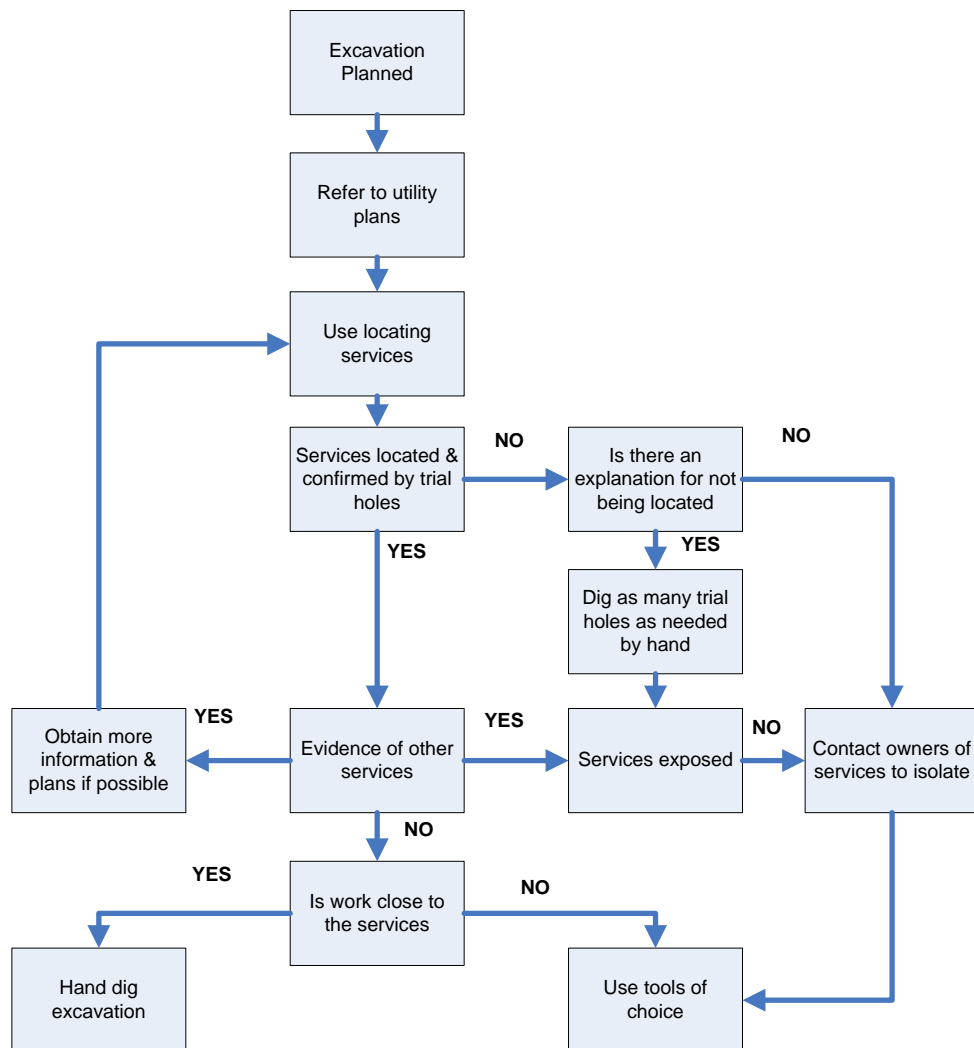 Excavation
Planned
Refer to utility
plans
Use locating
services
Services located &
confirmed by trial
holes
NO
Is there an
explanation for not
being located
NO
YES
YES
Dig as many trial
holes as needed
by hand
Obtain more
information &
plans if possible
YES
Evidence of other
services
YES
Services exposed
NO
Contact owners of
services to isolate
NO
YES
Is work close to
the services
NO
Hand dig
excavation
Use tools of
choice